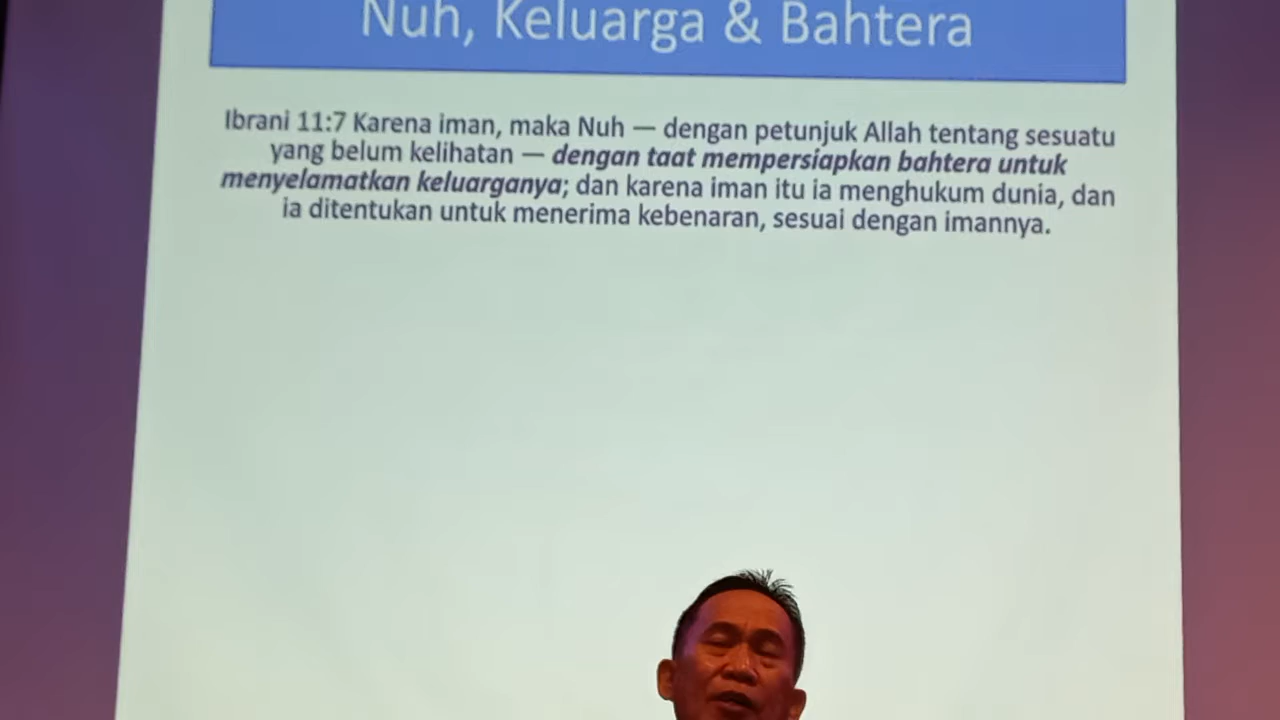 Nuh, Keluarga & Bahtera
Ibrani 11:7 Karena iman, maka Nuh — dengan petunjuk Allah tentang sesuatu
yang belum kelihatan — dengan taat mempersiapkan bahtera untuk
menyelamatkan keluarganya; dan karena iman itu ia menghukum dunia, dan
ia ditentukan untuk menerima kebenaran, sesuai dengan imannya.